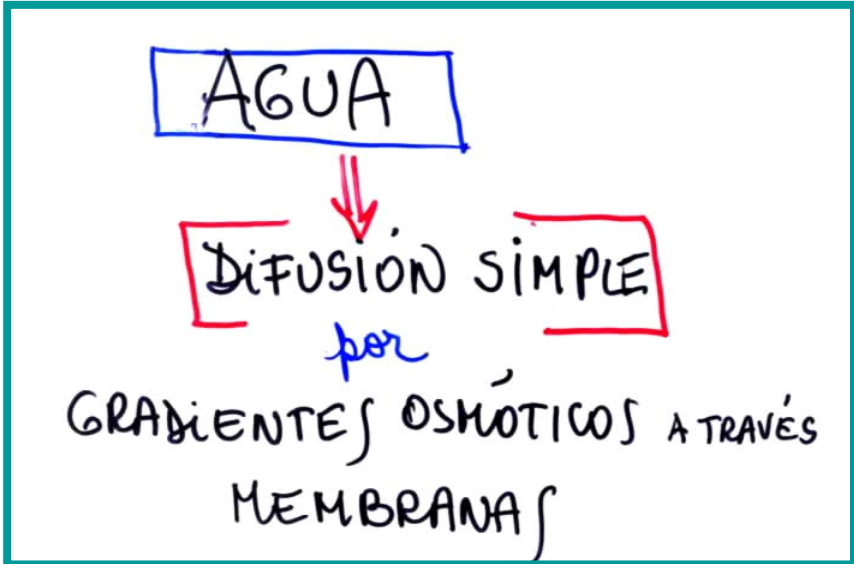 AGUA
DiFUSIÓN SiMPLE
por
GRADiENTES OSMÓTICOS A TRAVÉS
MEMBRANAS